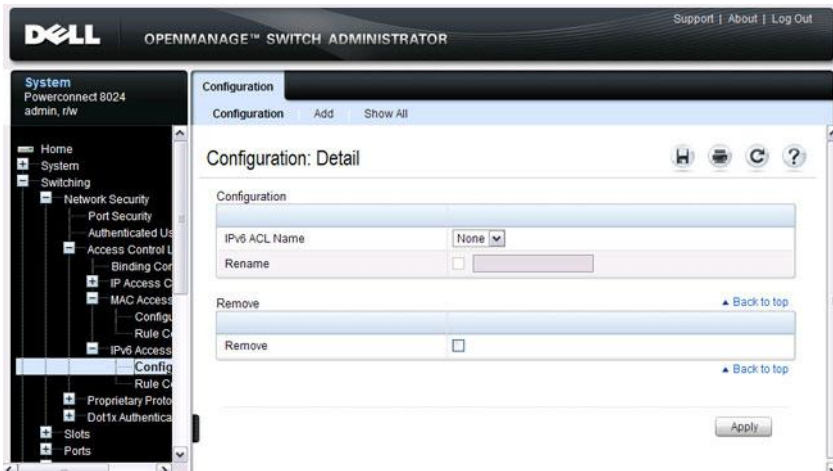 Support | About | Log Out
DELL OPENMANAGE™ SWITCH ADMINISTRATOR
System
Powerconnect 8024
admin, r/w
Home
System
Switching
Network Security
Port Security
Authenticated Us
Access Control L
Binding Cor
IP Access C
MAC Access
Configu
Rule Co
IPv6 Access
Config
Rule Co
Proprietary Proto
Dot1x Authentica
Slots
Ports
Configuration
Configuration Add Show All
Configuration: Detail
Configuration
IPv6 ACL Name None
Rename
Remove Back to top
Remove
Back to top
Apply